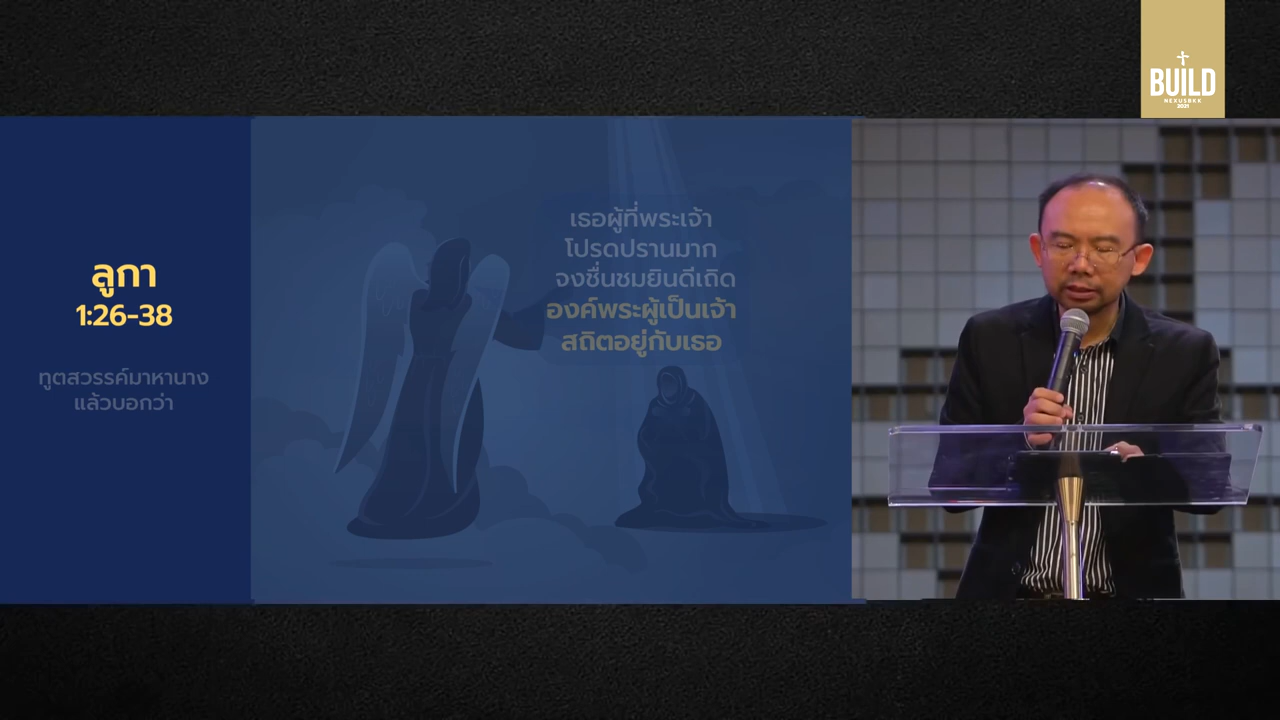 BUILD
NEXUSBKK
2021
ลูกา
1:26-38
ทูตสวรรค์มาหานาง
แล้วบอกว่า
เธอผู้ที่พระเจ้า
โปรดปรานมาก
จงชื่นชมยินดีเถิด
องค์พระผู้เป็นเจ้า
สถิตอยู่กับเธอ